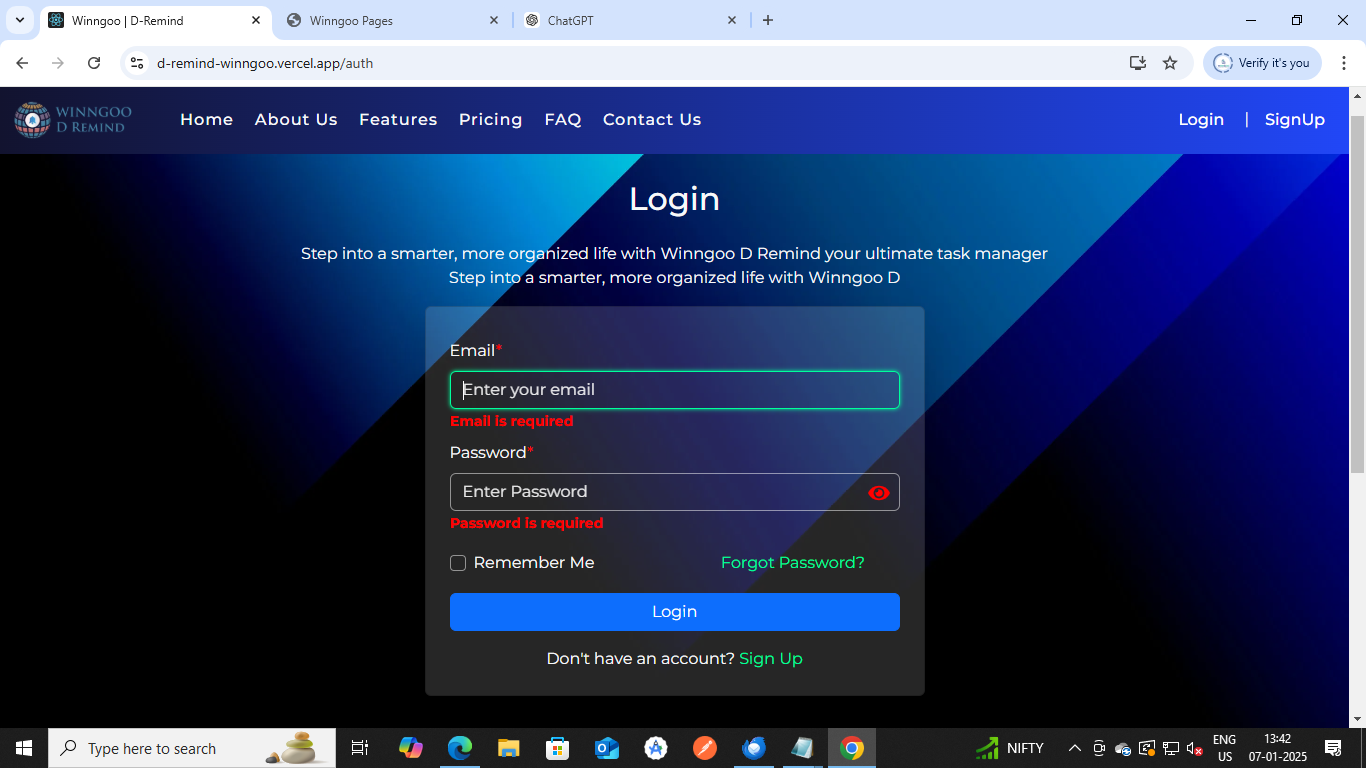 Winngoo | D-Remind
Winngoo Pages
ChatGPT
d-remind-winngoo.vercel.app/auth
Verify it's you
WINNGOO
D REMIND
Home About Us Features Pricing FAQ Contact Us
Login | SignUp
Login
Step into a smarter, more organized life with Winngoo D Remind your ultimate task manager
Step into a smarter, more organized life with Winngoo D
Email*
Enter your email
Email is required
Password*
Enter Password
Password is required
Remember Me
Forgot Password?
Login
Don't have an account? Sign Up
Type here to search
NIFTY
ENG
US
13:42
07-01-2025